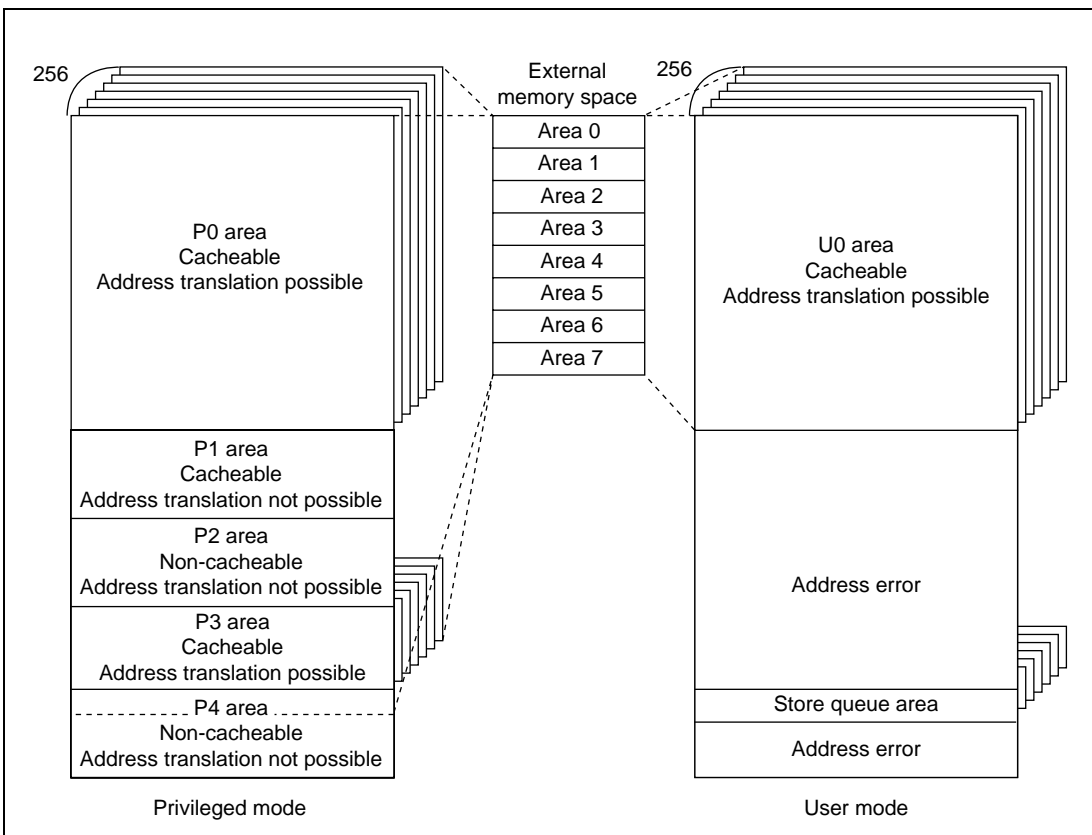 256
External
memory space
256
Area 0
Area 1
Area 2
Area 3
Area 4
Area 5
Area 6
Area 7
P0 area
Cacheable
Address translation possible
U0 area
Cacheable
Address translation possible
P1 area
Cacheable
Address translation not possible
P2 area
Non-cacheable
Address translation not possible
P3 area
Cacheable
Address translation possible
P4 area
Non-cacheable
Address translation not possible
Address error
Store queue area
Address error
Privileged mode
User mode